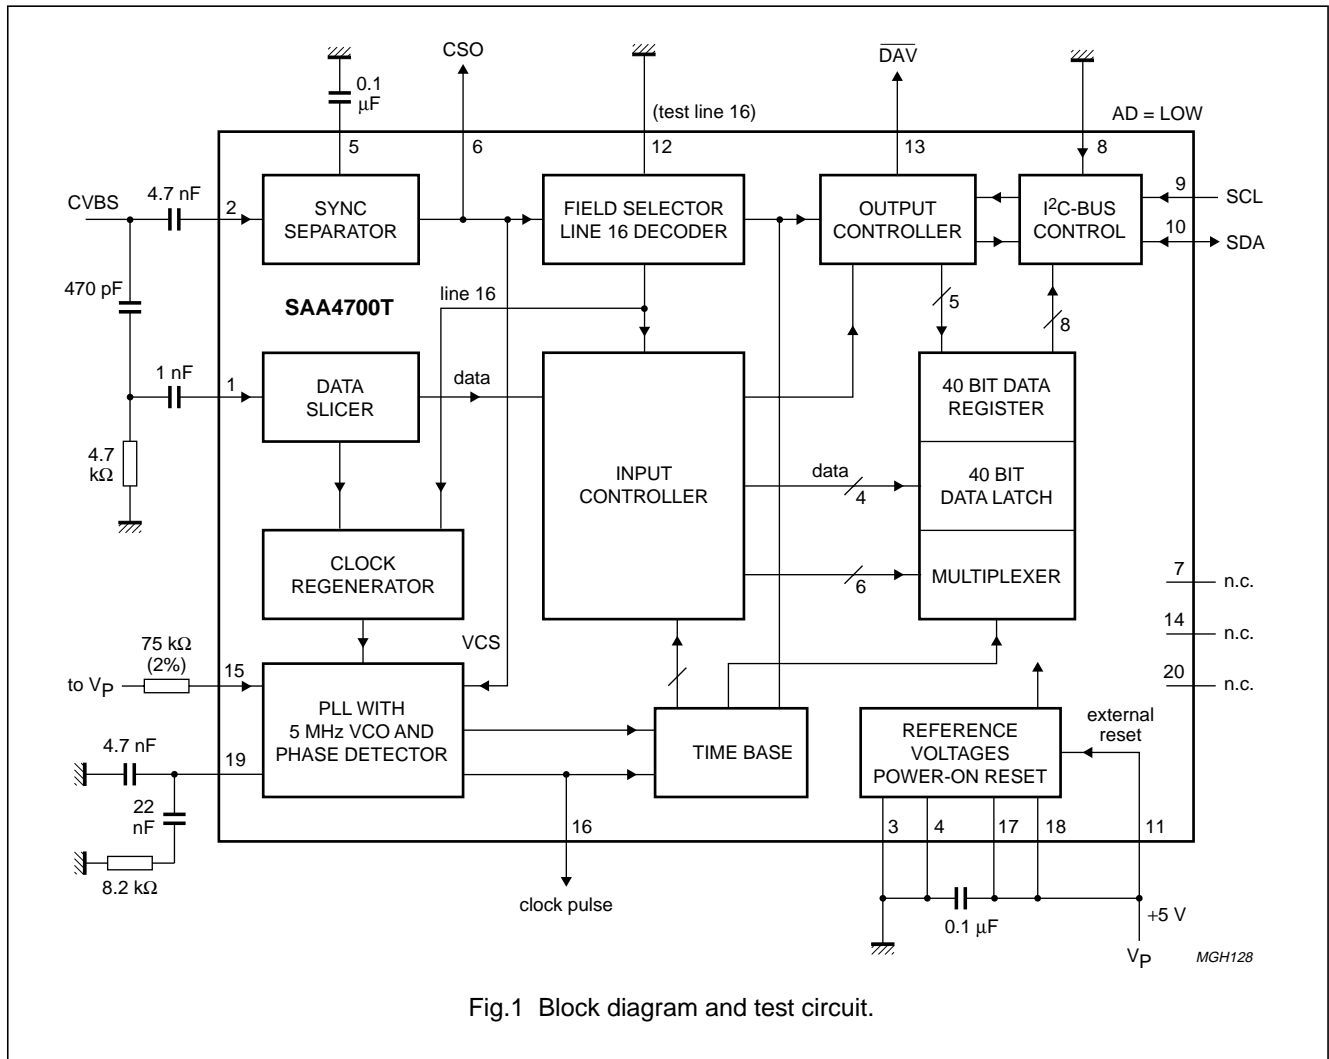 CSO
DAV
0.1
µF
(test line 16)
AD = LOW
5
6
12
13
8
CVBS
4.7 nF
2
SYNC
SEPARATOR
FIELD SELECTOR
LINE 16 DECODER
OUTPUT
CONTROLLER
I²C-BUS
CONTROL
9
SCL
10
SDA
470 pF
SAA4700T
line 16
5
8
1 nF
1
DATA
SLICER
data
40 BIT DATA
REGISTER
4.7
kΩ
INPUT
CONTROLLER
data
4
40 BIT
DATA LATCH
CLOCK
REGENERATOR
6
MULTIPLEXER
7
n.c.
14
n.c.
20
n.c.
75 kΩ
(2%)
to VP
15
VCS
PLL WITH
5 MHz VCO AND
PHASE DETECTOR
TIME BASE
REFERENCE
VOLTAGES
POWER-ON RESET
external
reset
4.7 nF
19
22
nF
8.2 kΩ
16
3
4
17
18
11
clock pulse
0.1 µF
+5 V
VP
MGH128
Fig.1 Block diagram and test circuit.